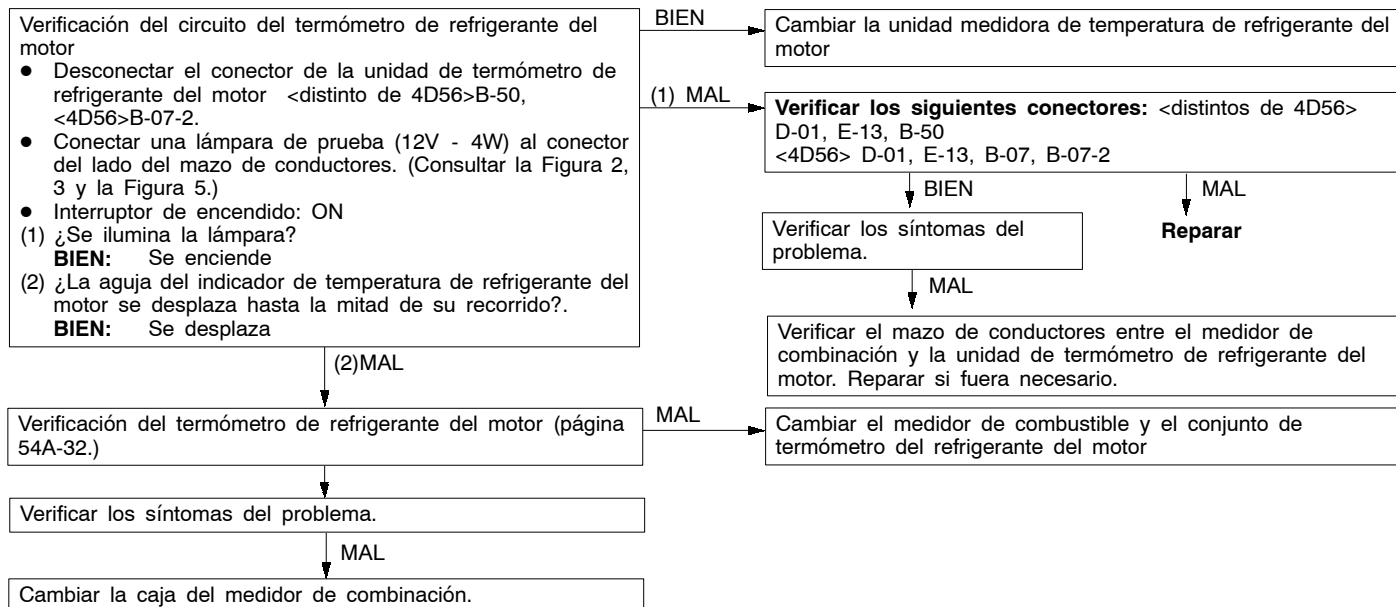 Verificación del circuito del termómetro de refrigerante del
motor
● Desconectar el conector de la unidad de termómetro de
refrigerante del motor <distinto de 4D56>B-50,
<4D56>B-07-2.
● Conectar una lámpara de prueba (12V - 4W) al conector
del lado del mazo de conductores. (Consultar la Figura 2,
3 y la Figura 5.)
● Interruptor de encendido: ON
(1) ¿Se ilumina la lámpara?
BIEN: Se enciende
(2) ¿La aguja del indicador de temperatura de refrigerante del
motor se desplaza hasta la mitad de su recorrido?.
BIEN: Se desplaza
BIEN
Cambiar la unidad medidora de temperatura de refrigerante del
motor
(1) MAL
Verificar los siguientes conectores: <distintos de 4D56>
D-01, E-13, B-50
<4D56> D-01, E-13, B-07, B-07-2
BIEN
MAL
Verificar los síntomas del
problema.
Reparar
MAL
Verificar el mazo de conductores entre el medidor de
combinación y la unidad de termómetro de refrigerante del
motor. Reparar si fuera necesario.
(2)MAL
Verificación del termómetro de refrigerante del motor (página
54A-32.)
MAL
Cambiar el medidor de combustible y el conjunto de
termómetro del refrigerante del motor
Verificar los síntomas del problema.
MAL
Cambiar la caja del medidor de combinación.